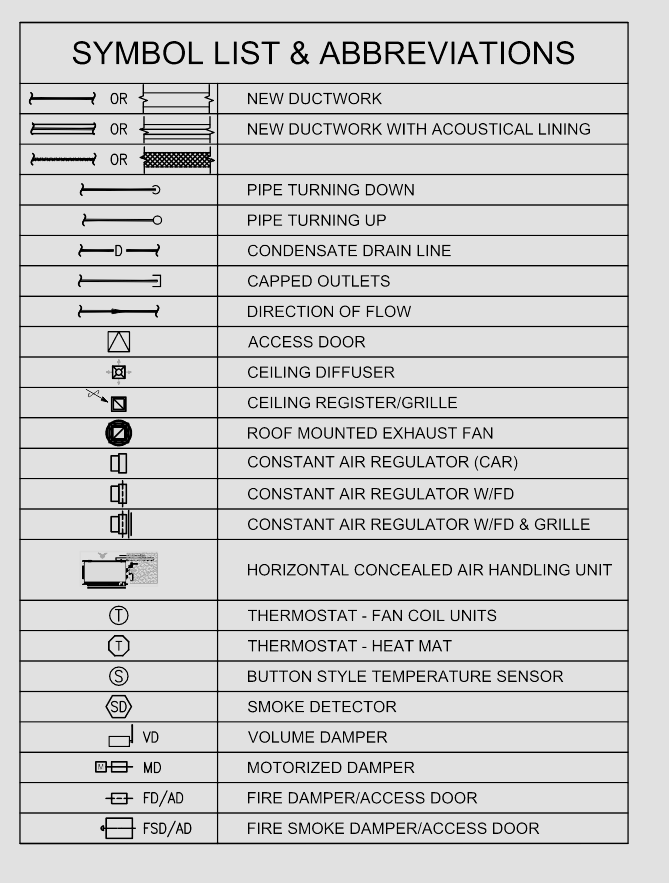 SYMBOL LIST & ABBREVIATIONS
OR NEW DUCTWORK
OR NEW DUCTWORK WITH ACOUSTICAL LINING
OR
PIPE TURNING DOWN
PIPE TURNING UP
D CONDENSATE DRAIN LINE
CAPPED OUTLETS
DIRECTION OF FLOW
ACCESS DOOR
CEILING DIFFUSER
CEILING REGISTER/GRILLE
ROOF MOUNTED EXHAUST FAN
CONSTANT AIR REGULATOR (CAR)
CONSTANT AIR REGULATOR W/FD
CONSTANT AIR REGULATOR W/FD & GRILLE
HORIZONTAL CONCEALED AIR HANDLING UNIT
T THERMOSTAT - FAN COIL UNITS
T THERMOSTAT - HEAT MAT
S BUTTON STYLE TEMPERATURE SENSOR
SD SMOKE DETECTOR
VD VOLUME DAMPER
M MD MOTORIZED DAMPER
FD/AD FIRE DAMPER/ACCESS DOOR
FSD/AD FIRE SMOKE DAMPER/ACCESS DOOR